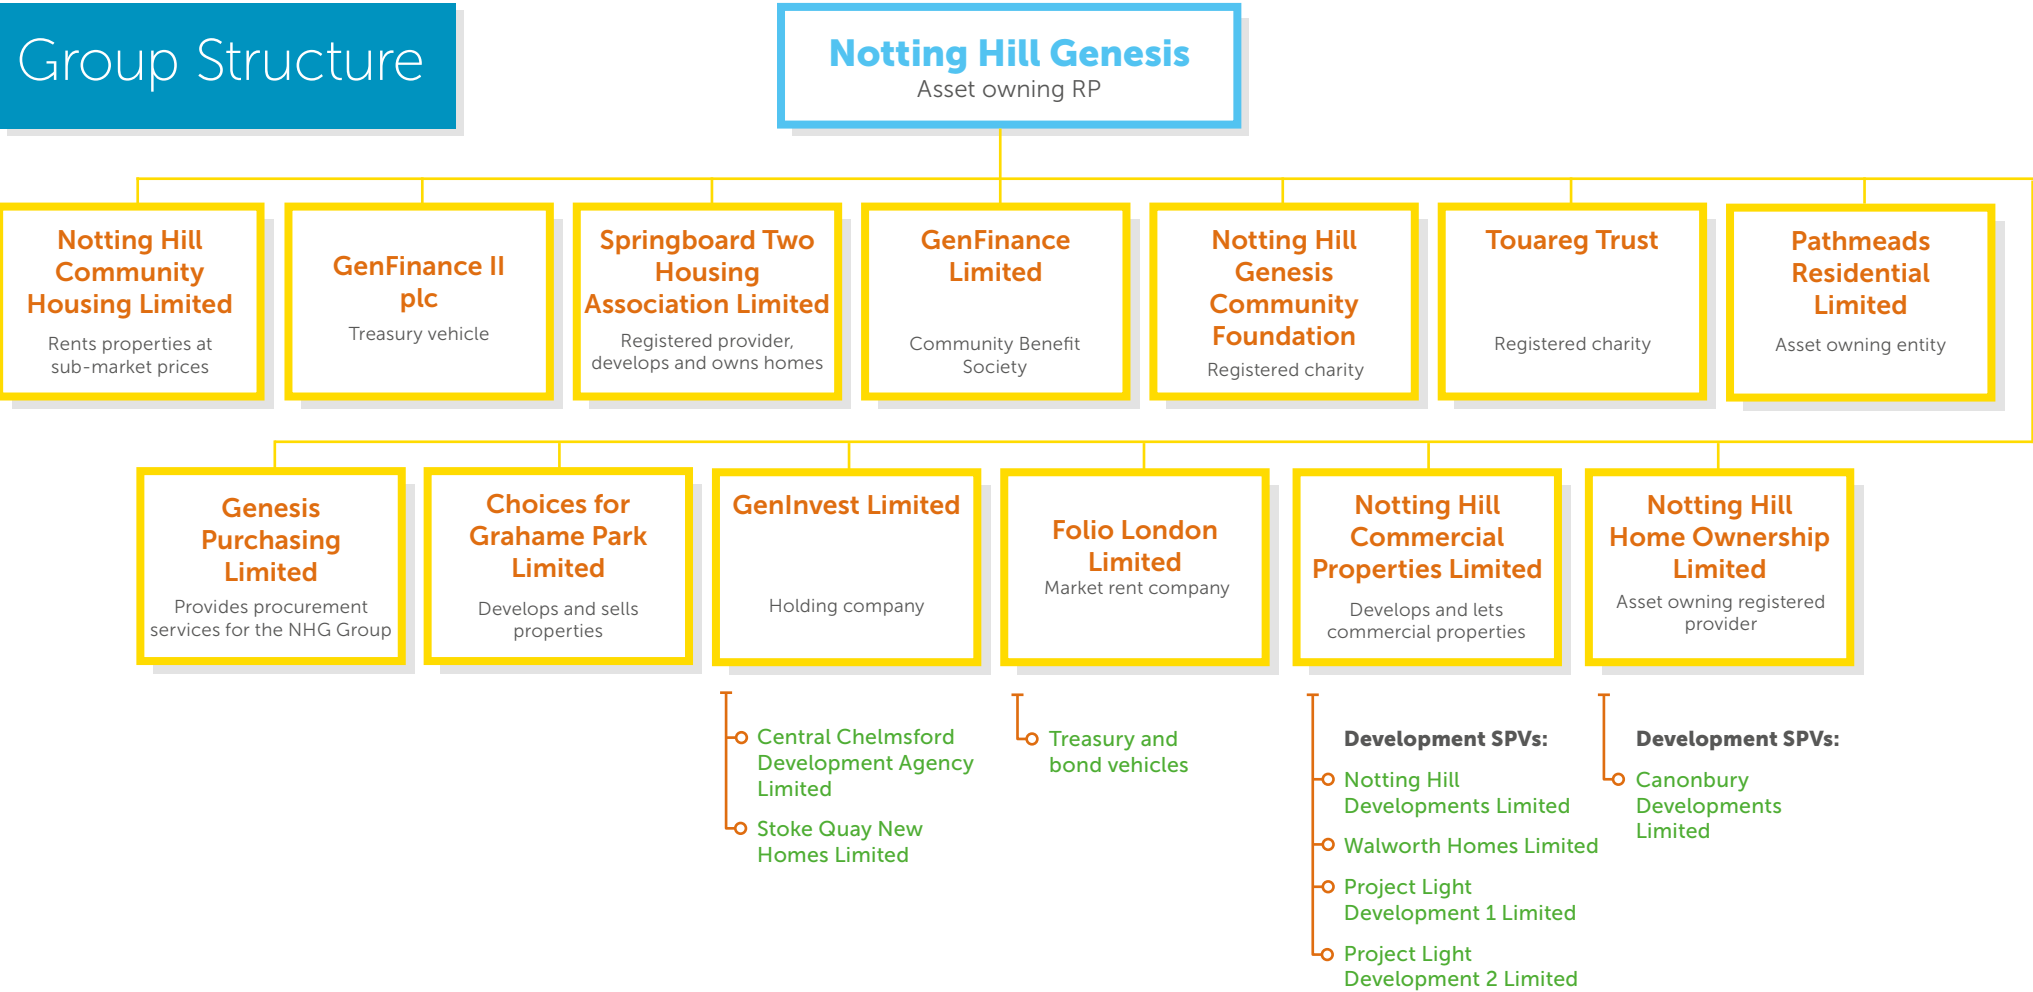 Group Structure
Notting Hill Genesis
Asset owning RP
Notting Hill
Community
Housing Limited
Rents properties at
sub-market prices
GenFinance II
plc
Treasury vehicle
Springboard Two
Housing
Association Limited
Registered provider,
develops and owns homes
GenFinance
Limited
Community Benefit
Society
Notting Hill
Genesis
Community
Foundation
Registered charity
Touareg Trust
Registered charity
Pathmeads
Residential
Limited
Asset owning entity
Genesis
Purchasing
Limited
Provides procurement
services for the NHG Group
Choices for
Grahame Park
Limited
Develops and sells
properties
GenInvest Limited
Holding company
Folio London
Limited
Market rent company
Notting Hill
Commercial
Properties Limited
Develops and lets
commercial properties
Notting Hill
Home Ownership
Limited
Asset owning registered
provider
Central Chelmsford
Development Agency
Limited
Stoke Quay New
Homes Limited
Treasury and
bond vehicles
Development SPVs:
Notting Hill
Developments Limited
Walworth Homes Limited
Project Light
Development 1 Limited
Project Light
Development 2 Limited
Development SPVs:
Canonbury
Developments
Limited